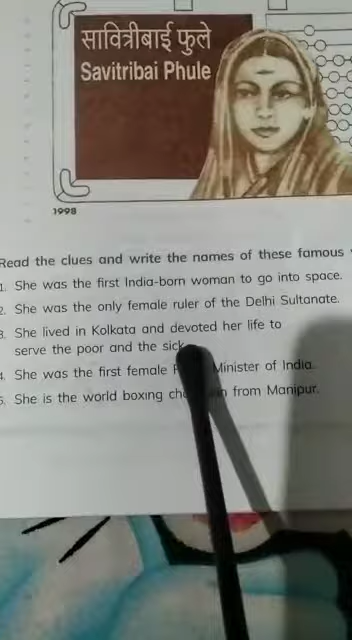 सावित्रीबाई फुले
Savitribai Phule
1998
Read the clues and write the names of these famous
1. She was the first India-born woman to go into space.
2. She was the only female ruler of the Delhi Sultanate.
3. She lived in Kolkata and devoted her life to
serve the poor and the sick
4. She was the first female Minister of India.
5. She is the world boxing from Manipur.